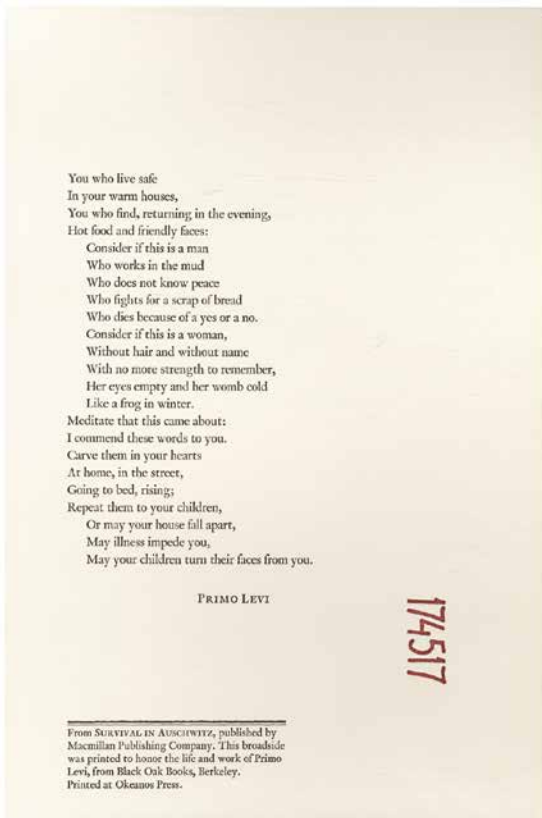 You who live safe
In your warm houses,
You who find, returning in the evening,
Hot food and friendly faces:
Consider if this is a man
Who works in the mud
Who does not know peace
Who fights for a scrap of bread
Who dies because of a yes or a no.
Consider if this is a woman,
Without hair and without name
With no more strength to remember,
Her eyes empty and her womb cold
Like a frog in winter.
Meditate that this came about:
I commend these words to you.
Carve them in your hearts
At home, in the street,
Going to bed, rising;
Repeat them to your children,
Or may your house fall apart,
May illness impede you,
May your children turn their faces from you.
PRIMO LEVI
174517
From SURVIVAL IN AUSCHWITZ, published by
Macmillan Publishing Company. This broadside
was printed to honor the life and work of Primo
Levi, from Black Oak Books, Berkeley.
Printed at Okeanos Press.